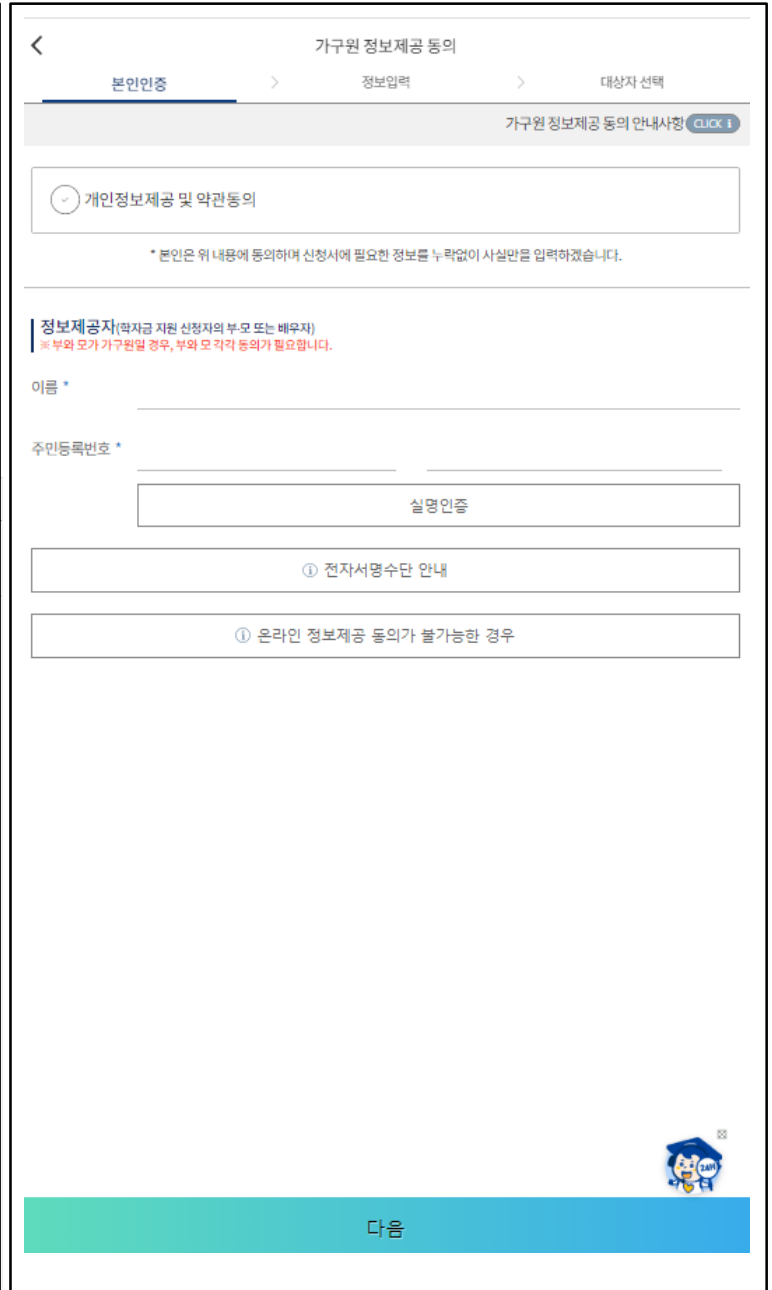 가구원 정보제공 동의
본인인증 > 정보입력 > 대상자 선택
가구원 정보제공 동의 안내사항 CLICK i
개인정보제공 및 약관동의
* 본인은 위 내용에 동의하며 신청서에 필요한 정보를 누락없이 사실만을 입력하겠습니다.
정보제공자(학자금 지원 신청자의 부·모 또는 배우자)
※ 부와 모가 가구원일 경우, 부와 모 각각 동의가 필요합니다.
이름 *
주민등록번호 *
실명인증
ⓘ 전자서명수단 안내
ⓘ 온라인 정보제공 동의가 불가능한 경우
24H
다음